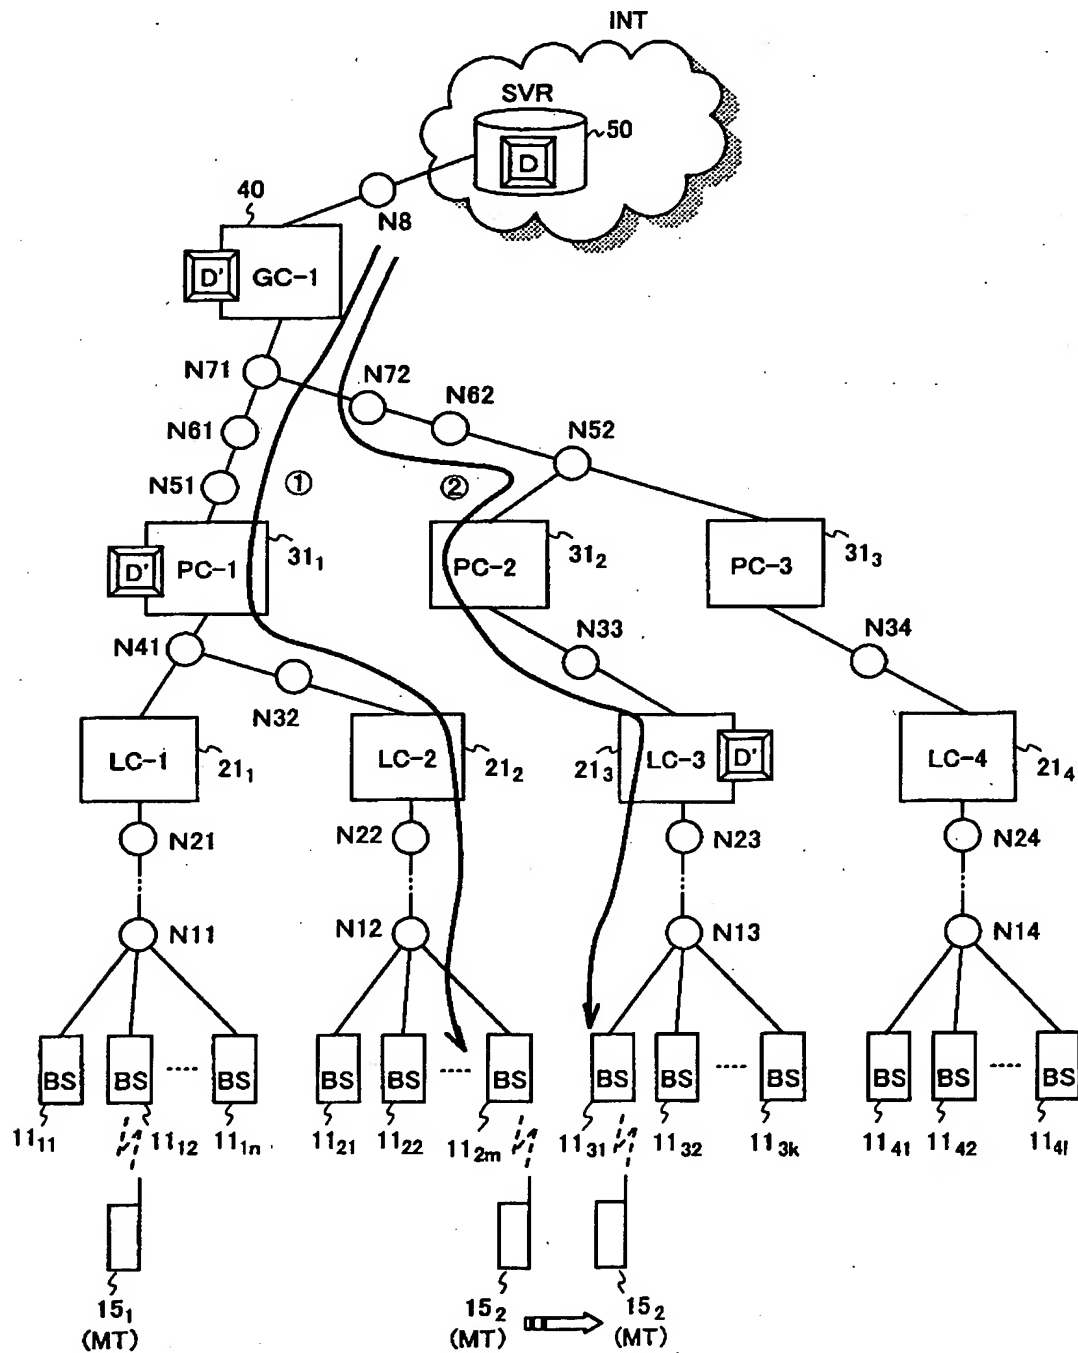 INT
SVR
50
D
40
N8
D' GC-1
N71
N72
N62
N61
N52
N51
①
②
D' PC-1
31₁
PC-2
31₂
PC-3
31₃
N41
N33
N34
N32
LC-1
21₁
LC-2
21₂
21₃
LC-3 D'
LC-4
21₄
N21
N22
N23
N24
N11
N12
N13
N14
BS BS .... BS BS BS .... BS BS BS .... BS BS BS .... BS
11₁₁ 11₁₂ 11₁ₙ 11₂₁ 11₂₂ 11₂ₘ 11₃₁ 11₃₂ 11₃ₖ 11₄₁ 11₄₂ 11₄ₗ
15₁ 15₂ 15₂
(MT) (MT) (MT)